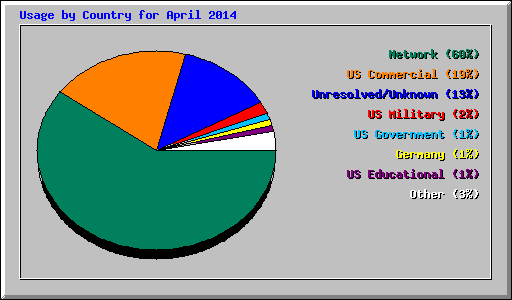 Usage by Country for April 2014
Network (60%)
US Commercial (19%)
Unresolved/Unknown (13%)
US Military (2%)
US Government (1%)
Germany (1%)
US Educational (1%)
Other (3%)